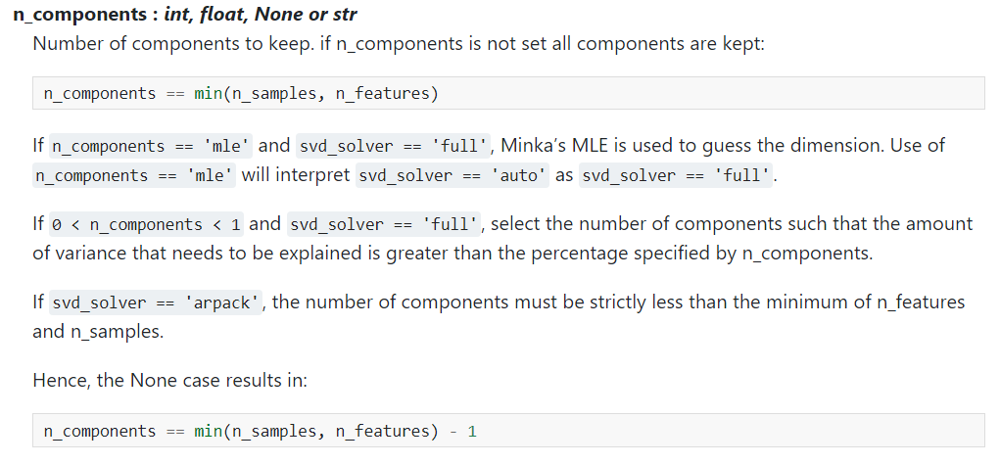 n_components : int, float, None or str
Number of components to keep. if n_components is not set all components are kept:
n_components == min(n_samples, n_features)
If n_components == 'mle' and svd_solver == 'full', Minka’s MLE is used to guess the dimension. Use of
n_components == 'mle' will interpret svd_solver == 'auto' as svd_solver == 'full'.
If 0 < n_components < 1 and svd_solver == 'full', select the number of components such that the amount
of variance that needs to be explained is greater than the percentage specified by n_components.
If svd_solver == 'arpack', the number of components must be strictly less than the minimum of n_features
and n_samples.
Hence, the None case results in:
n_components == min(n_samples, n_features) - 1